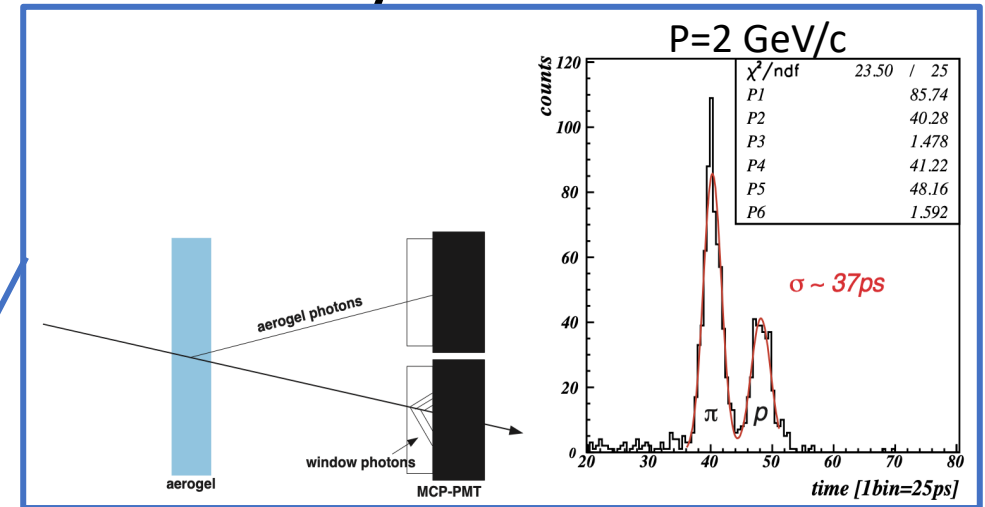 P=2 GeV/c
counts
120
100
80
60
40
20
0
χ²/ndf 23.50 / 25
P1 85.74
P2 40.28
P3 1.478
P4 41.22
P5 48.16
P6 1.592
σ ~ 37ps
π
p
20 30 40 50 60 70 80
time [1bin=25ps]
aerogel photons
window photons
aerogel
MCP-PMT